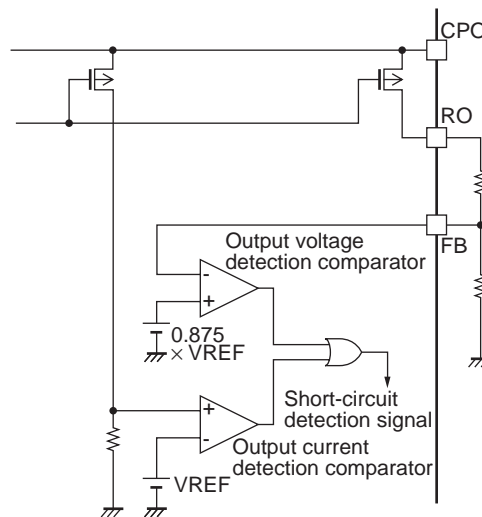 CPO
RO
FB
Output voltage
detection comparator
-
+
0.875
× VREF
Short-circuit
detection signal
+
-
Output current
detection comparator
VREF